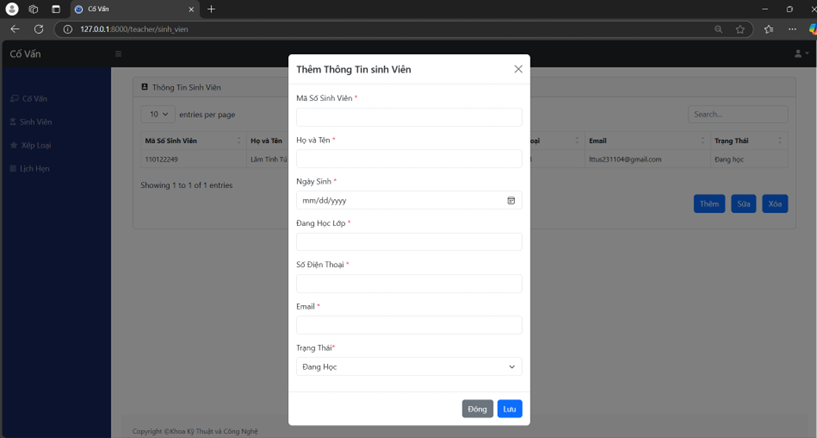 Cố Vấn
127.0.0.1:8000/teacher/sinh_vien
Cố Vấn
Cố Vấn
Sinh Viên
Xếp Loại
Lịch Hẹn
Thông Tin Sinh Viên
10 entries per page
Search...
Mã Số Sinh Viên Họ và Tên Email Trạng Thái
110122249 Lâm Tinh Tú lttus231104@gmail.com Đang học
Showing 1 to 1 of 1 entries
Thêm Sửa Xóa
Thêm Thông Tin sinh Viên
Mã Số Sinh Viên *
Họ và Tên *
Ngày Sinh *
mm/dd/yyyy
Đang Học Lớp *
Số Điện Thoại *
Email *
Trạng Thái*
Đang Học
Đóng Lưu
Copyright ©Khoa Kỹ Thuật và Công Nghệ